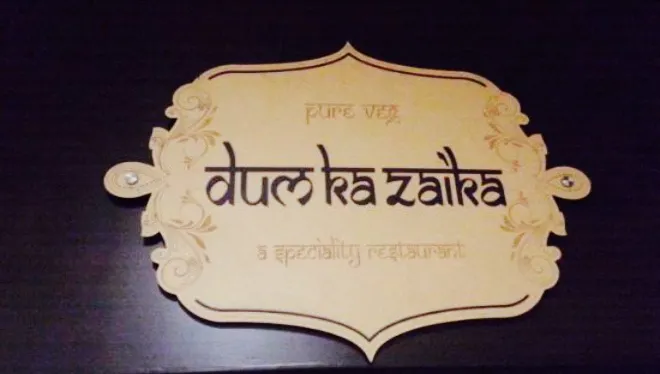 pure veg
dum ka zaika
a speciality restaurant